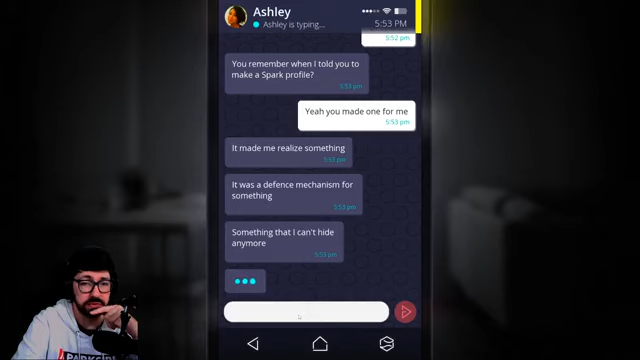 Ashley
Ashley is typing...
5:53 PM
5:52 pm
You remember when I told you to
make a Spark profile?
5:53 pm
Yeah you made one for me
5:53 pm
It made me realize something
5:53 pm
It was a defence mechanism for
something
5:53 pm
Something that I can't hide
anymore
5:53 pm